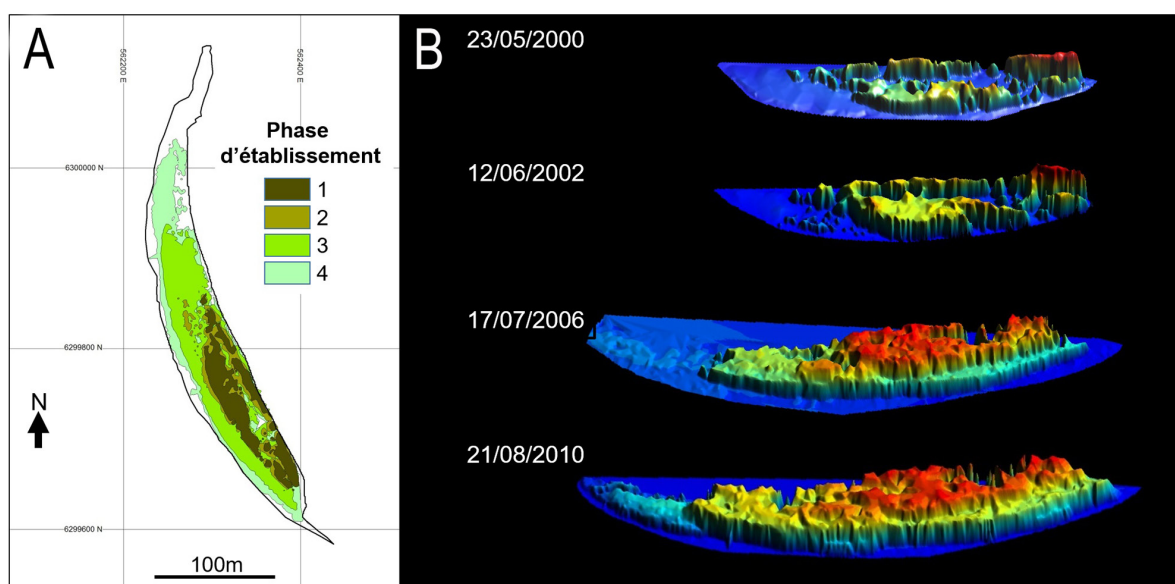 A
562200 E
562400 E
Phase
d'établissement
1
2
3
4
6300000 N
6299800 N
6299600 N
N
100m
B
23/05/2000
12/06/2002
17/07/2006
21/08/2010